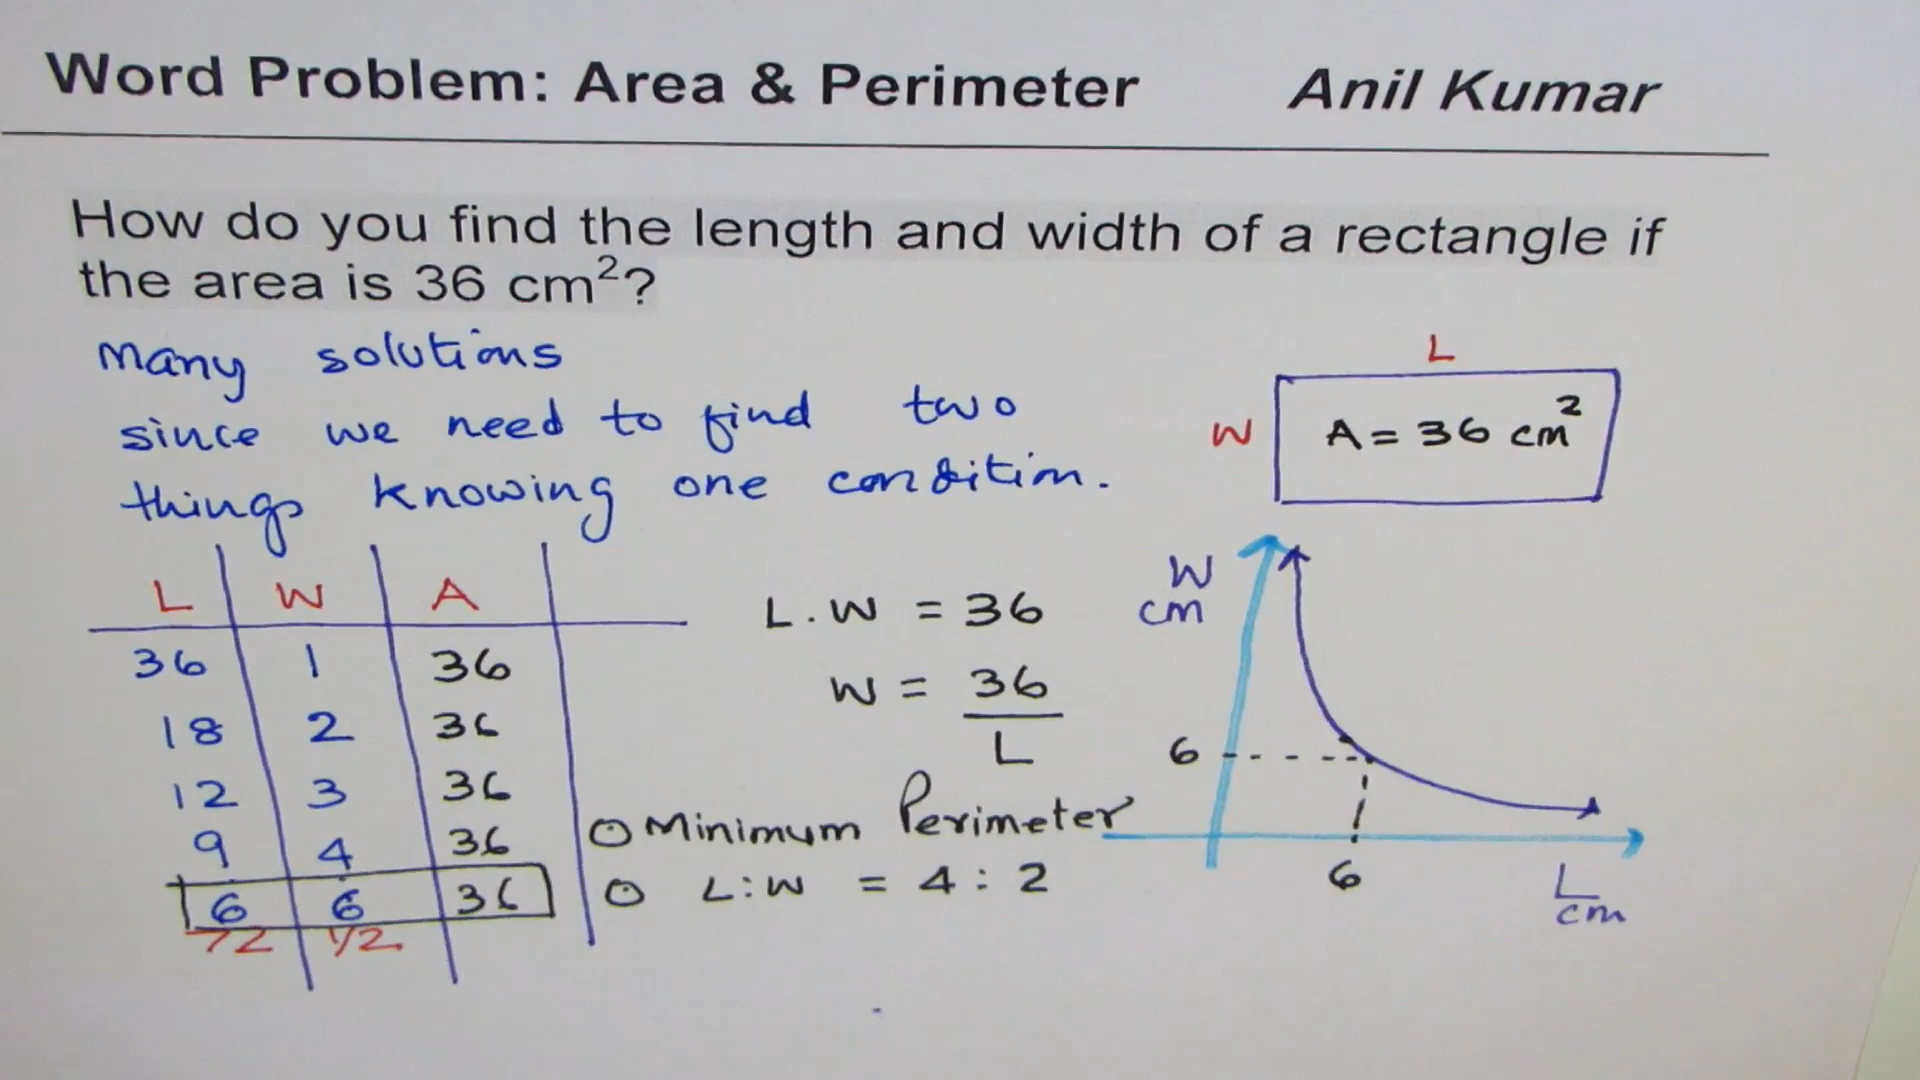 Word Problem: Area & Perimeter Anil Kumar
How do you find the length and width of a rectangle if
the area is 36 cm²?
many solutions
since we need to find two
things knowing one condition.
L
W
A = 36 cm²
L W A
36 1 36
18 2 36
12 3 36
9 4 36
6 6 36
72 1/2
L . W = 36
W = 36
L
Minimum Perimeter
L : W = 4 : 2
W
cm
6
6
L
cm